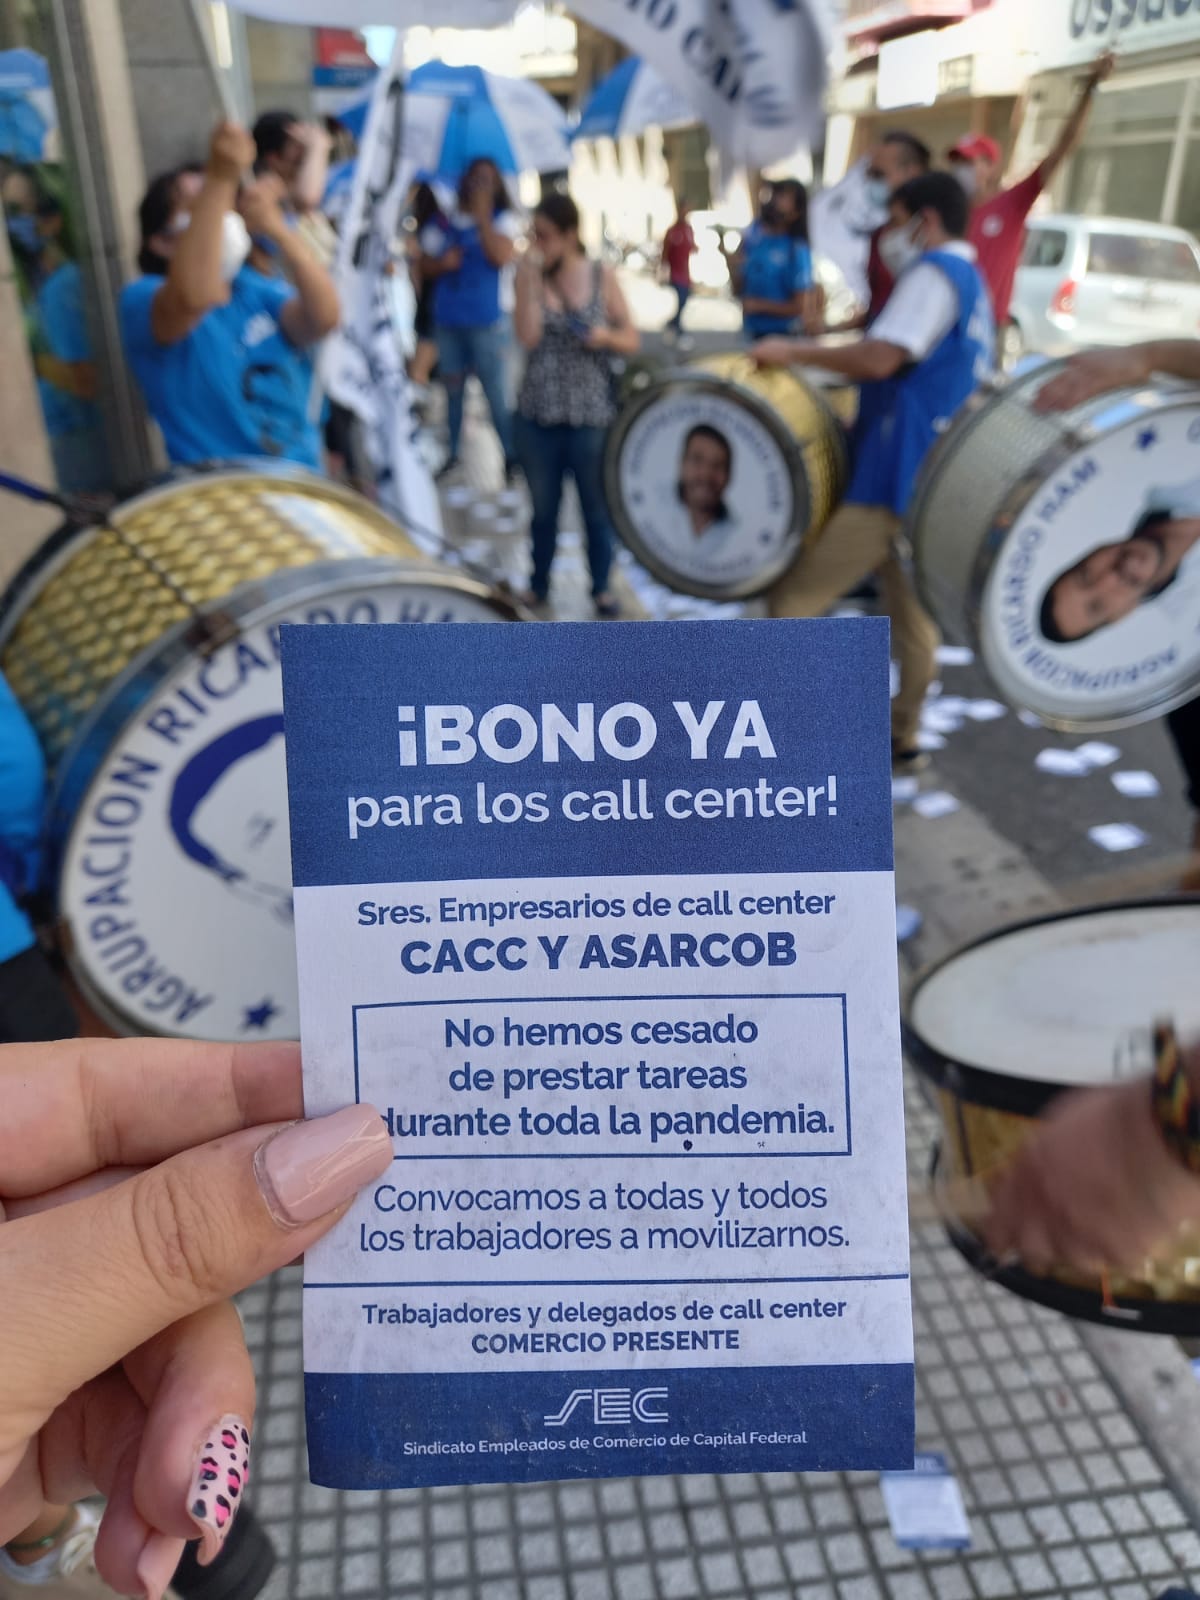 ¡BONO YA
para los call center!
Sres. Empresarios de call center
CACC Y ASARCOB
No hemos cesado
de prestar tareas
durante toda la pandemia.
Convocamos a todas y todos
los trabajadores a movilizarnos.
Trabajadores y delegados de call center
COMERCIO PRESENTE
SEC
Sindicato Empleados de Comercio de Capital Federal
AGRUPACION RICARDO
AGRUPACION RICARDO HAM